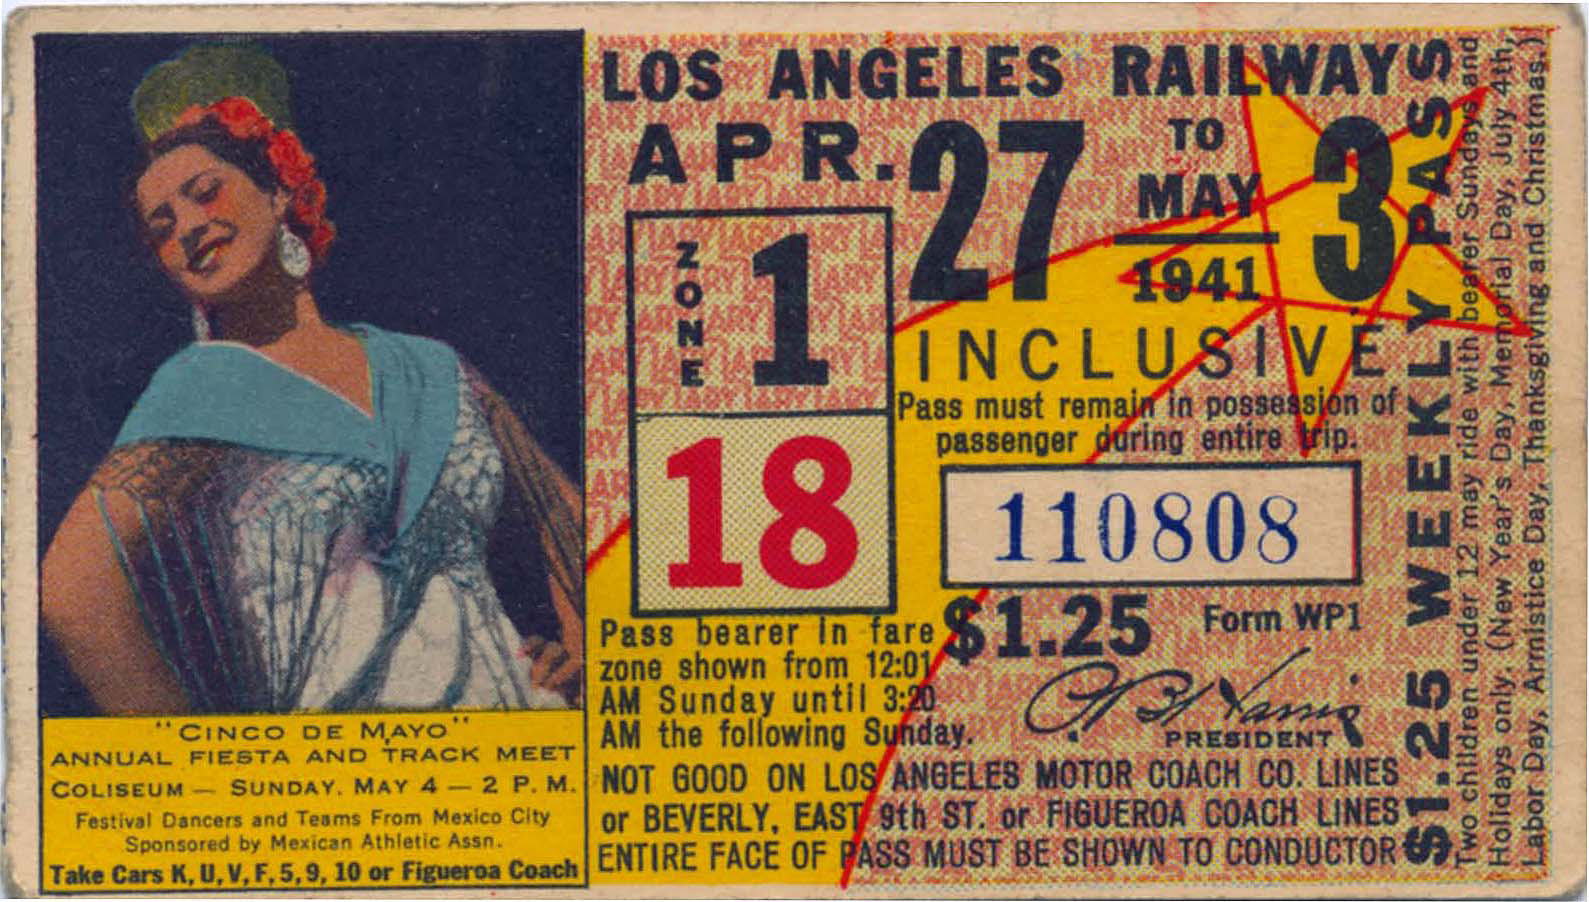 LOS ANGELES RAILWAY
APR. 27 TO MAY 3
1941
INCLUSIVE
ZONE 1
18
Pass must remain in possession of
passenger during entire trip.
110808
$1.25 Form WP1
PRESIDENT
Pass bearer in fare
zone shown from 12:01
AM Sunday until 3:20
AM the following Sunday.
NOT GOOD ON LOS ANGELES MOTOR COACH CO. LINES
or BEVERLY, EAST 9th ST. or FIGUEROA COACH LINES
ENTIRE FACE OF PASS MUST BE SHOWN TO CONDUCTOR
$1.25 WEEKLY PASS
Two children under 12 may ride with bearer Sundays and
Holidays only. (New Year's Day, Memorial Day, July 4th,
Labor Day, Armistice Day, Thanksgiving and Christmas.)
"CINCO DE MAYO"
ANNUAL FIESTA AND TRACK MEET
COLISEUM — SUNDAY. MAY 4 — 2 P. M.
Festival Dancers and Teams From Mexico City
Sponsored by Mexican Athletic Assn.
Take Cars K, U, V, F, 5, 9, 10 or Figueroa Coach